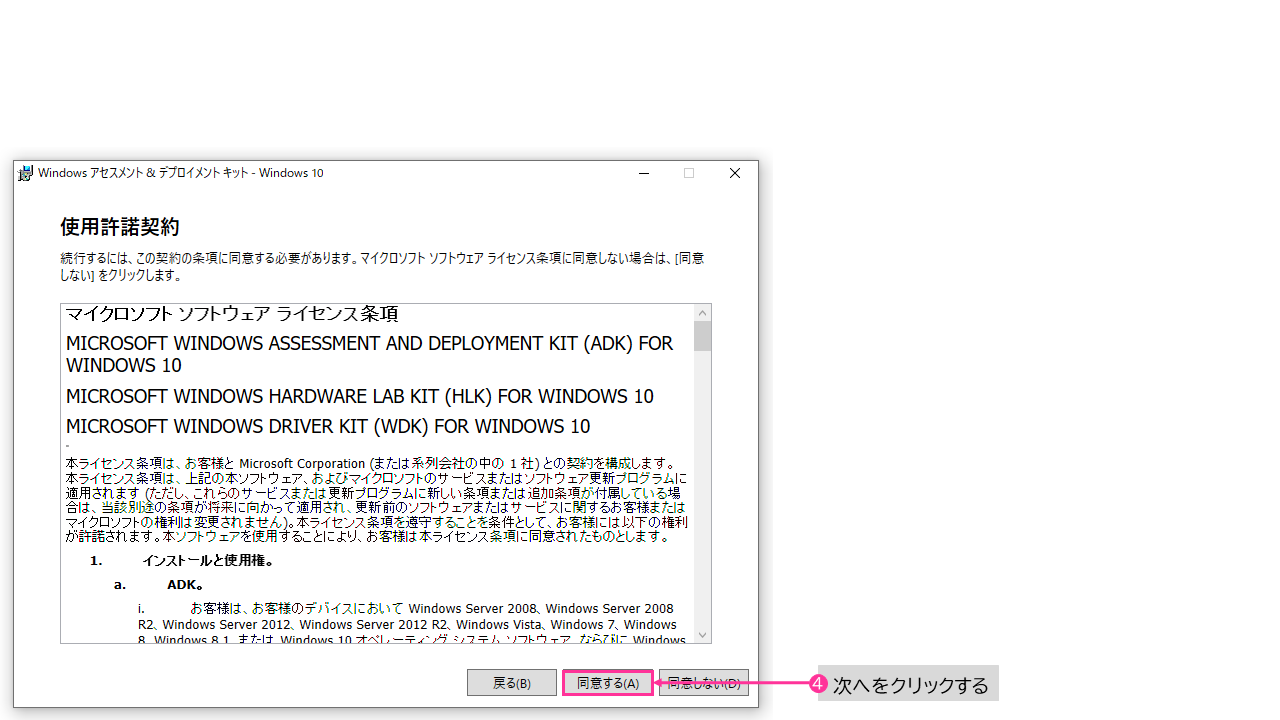 Windows アセスメント & デプロイメント キット - Windows 10
使用許諾契約
続行するには、この契約の条項に同意する必要があります。マイクロソフト ソフトウェア ライセンス条項に同意しない場合は、[同意
しない] をクリックします。
マイクロソフト ソフトウェア ライセンス条項
MICROSOFT WINDOWS ASSESSMENT AND DEPLOYMENT KIT (ADK) FOR
WINDOWS 10
MICROSOFT WINDOWS HARDWARE LAB KIT (HLK) FOR WINDOWS 10
MICROSOFT WINDOWS DRIVER KIT (WDK) FOR WINDOWS 10
本ライセンス条項は、お客様と Microsoft Corporation (または系列会社の中の 1 社) との契約を構成します。
本ライセンス条項は、上記の本ソフトウェア、およびマイクロソフトのサービスまたはソフトウェア更新プログラムに
適用されます (ただし、これらのサービスまたは更新プログラムに新しい条項または追加条項が付属している場
合は、当該別途の条項が将来に向かって適用され、更新前のソフトウェアまたはサービスに関するお客様または
マイクロソフトの権利は変更されません)。本ライセンス条項を遵守することを条件として、お客様には以下の権利
が許諾されます。本ソフトウェアを使用することにより、お客様は本ライセンス条項に同意されたものとします。
1. インストールと使用権。
a. ADK。
i. お客様は、お客様のデバイスにおいて Windows Server 2008、Windows Server 2008
R2、Windows Server 2012、Windows Server 2012 R2、Windows Vista、Windows 7、Windows
8、Windows 8.1、または Windows 10 オペレーティング システム ソフトウェア、ならびに Windows
戻る(B) 同意する(A) 同意しない(D) 4 次へをクリックする